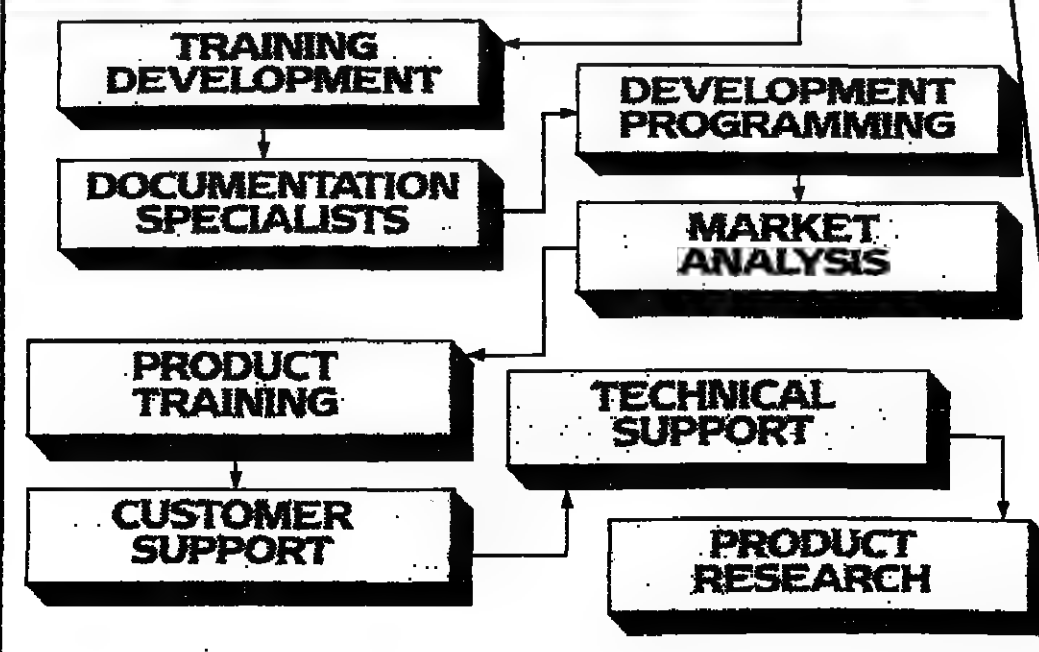 TRAINING
DEVELOPMENT
DOCUMENTATION
SPECIALISTS
DEVELOPMENT
PROGRAMMING
MARKET
ANALYSIS
PRODUCT
TRAINING
CUSTOMER
SUPPORT
TECHNICAL
SUPPORT
PRODUCT
RESEARCH